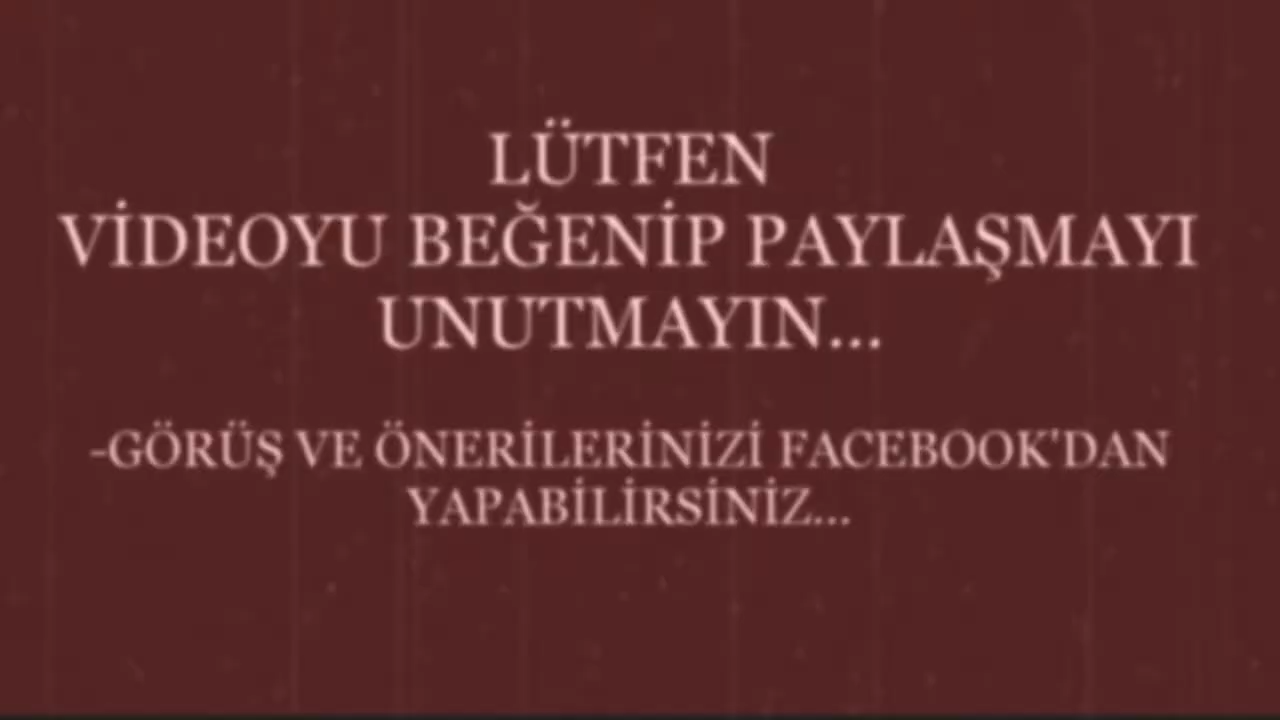 LÜTFEN
VİDEOYU BEĞENİP PAYLAŞMAYI
UNUTMAYIN...
-GÖRÜŞ VE ÖNERİLERİNİZİ FACEBOOK'DAN
YAPABİLİRSİNİZ...